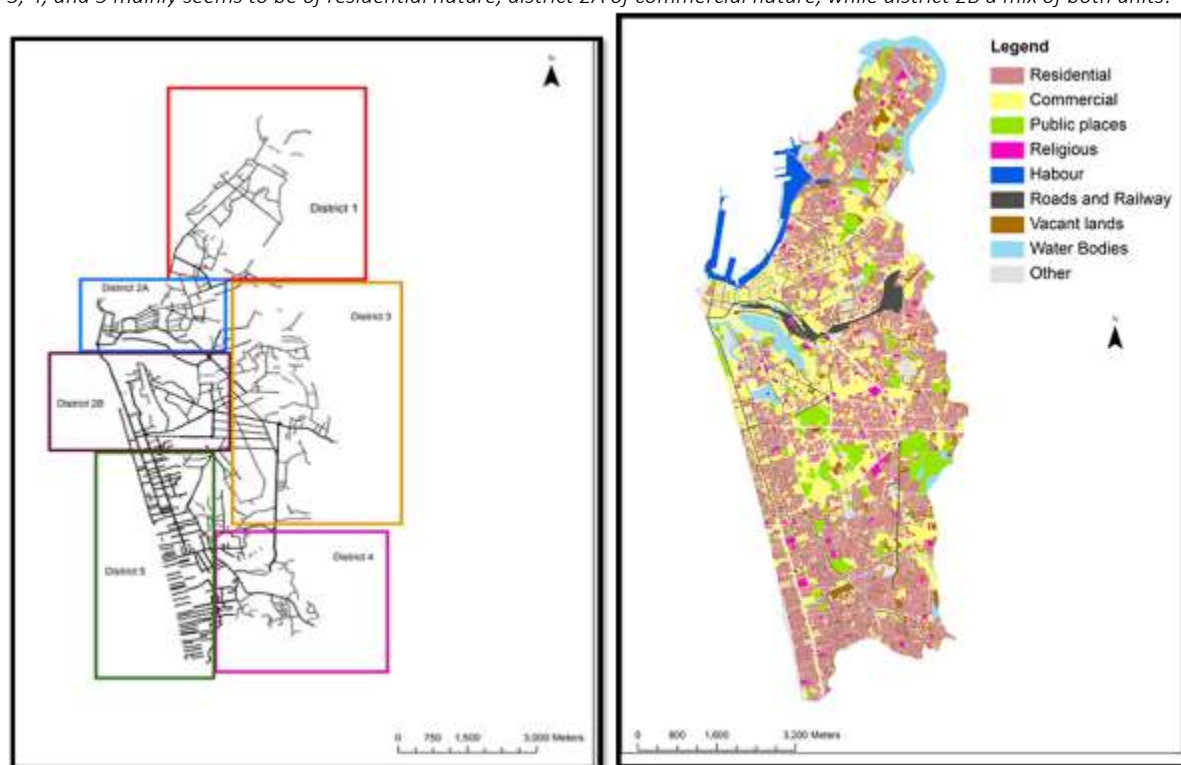 3, 4, and 5 mainly seems to be of residential nature, district 2A of commercial nature, while district 2B a mix of both units.
N
District 1
District 2A
District 3
District 2B
District 4
District 5
0 750 1,500 3,000 Meters
Legend
Residential
Commercial
Public places
Religious
Habour
Roads and Railway
Vacant lands
Water Bodies
Other
N
0 800 1,600 3,200 Meters